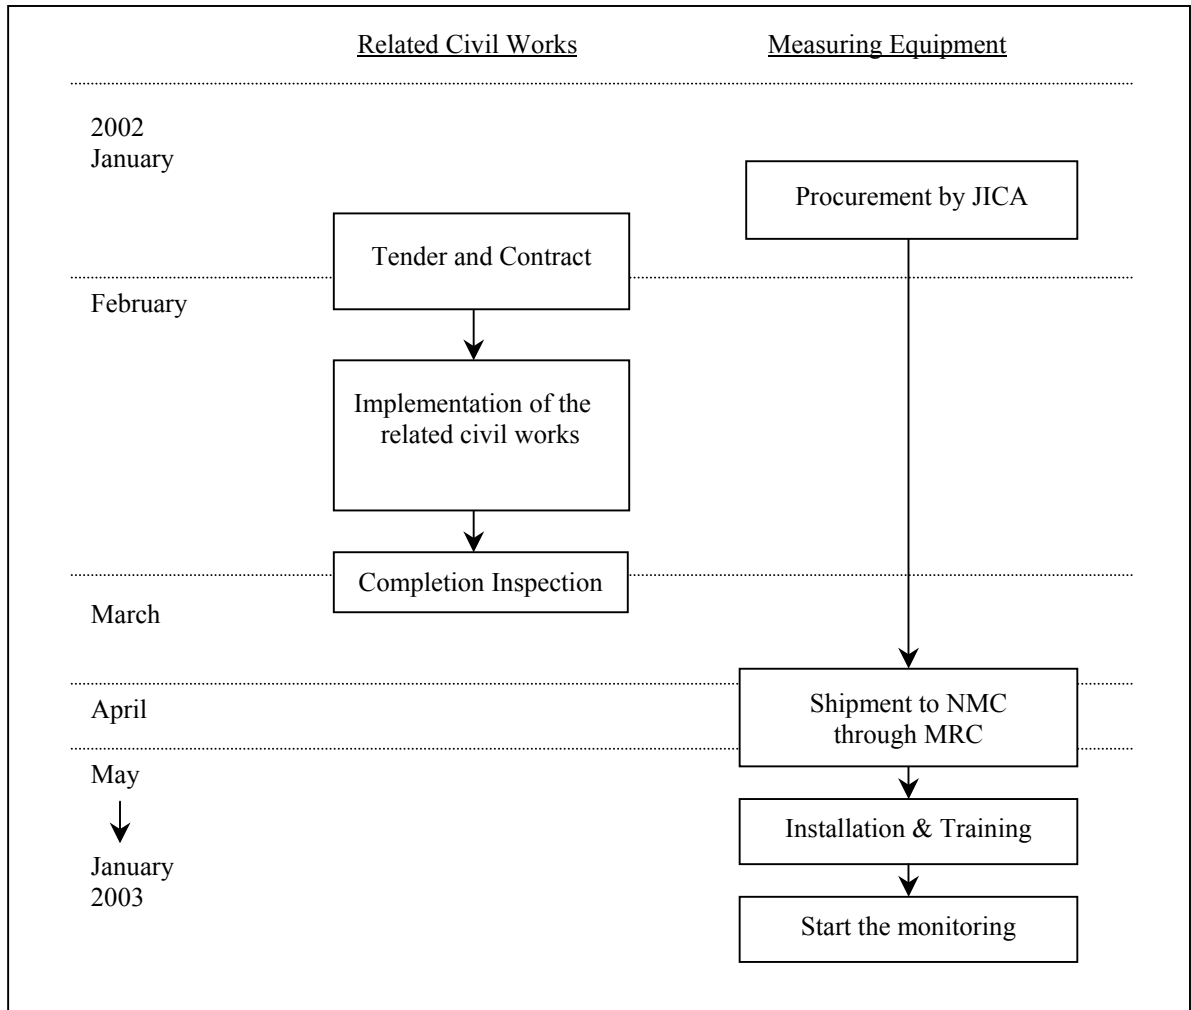 Related Civil Works
Measuring Equipment
2002
January
Procurement by JICA
Tender and Contract
February
Implementation of the
related civil works
Completion Inspection
March
Shipment to NMC
through MRC
April
May
Installation & Training
January
2003
Start the monitoring